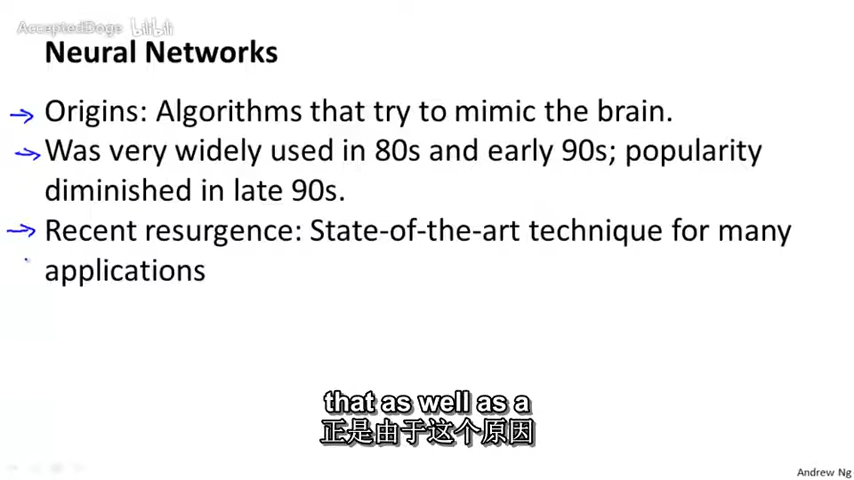 AcceptedDoge bilibili
Neural Networks
Origins: Algorithms that try to mimic the brain.
Was very widely used in 80s and early 90s; popularity
diminished in late 90s.
Recent resurgence: State-of-the-art technique for many
applications
that as well as a
正是由于这个原因
Andrew Ng